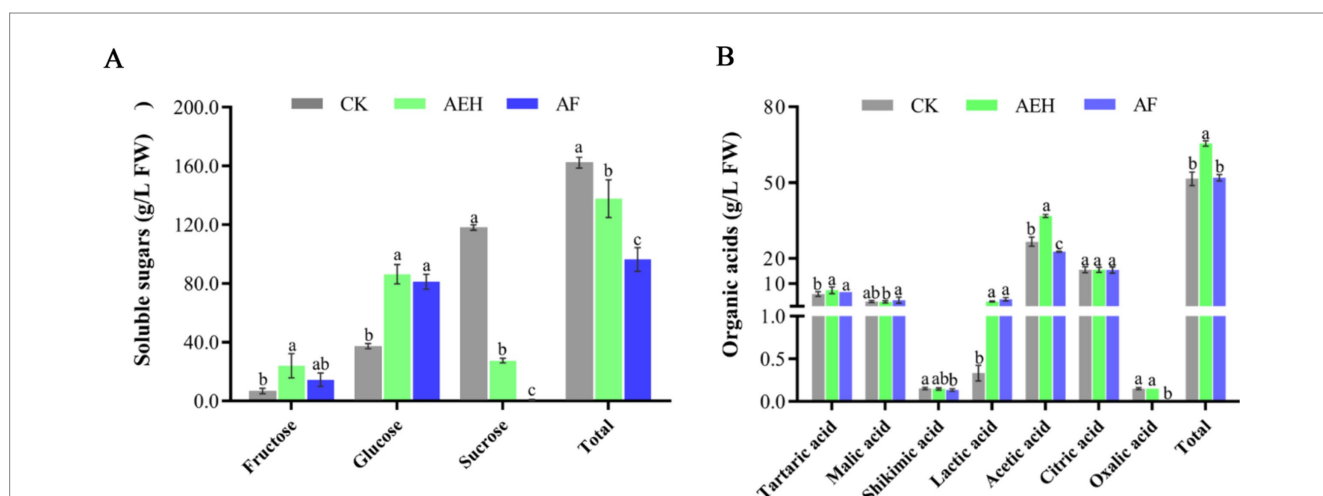 A
Soluble sugars (g/L FW) )
CK AEH AF
200.0
160.0
120.0
80.0
40.0
0.0
b a ab
b a a
a b c
a b c
Fructose
Glucose
Sucrose
Total
B
Organic acids (g/L FW)
CK AEH AF
80
50
20
10
1.0
0.5
0.0
b a a
ab b a
a ab b
b a a
b a c
a a a
a a b
b a b
Tartaric acid
Malic acid
Shikimic acid
Lactic acid
Acetic acid
Citric acid
Oxalic acid
Total